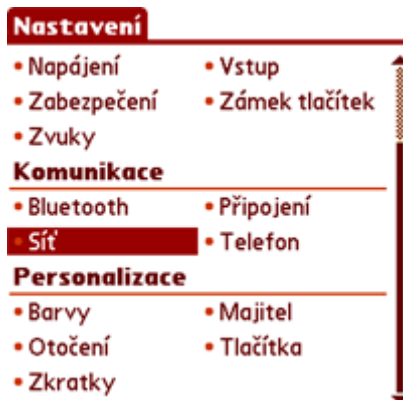 Nastavení
• Napájení • Vstup
• Zabezpečení • Zámek tlačítek
• Zvuky
Komunikace
• Bluetooth • Připojení
• Síť • Telefon
Personalizace
• Barvy • Majitel
• Otočení • Tlačítka
• Zkratky